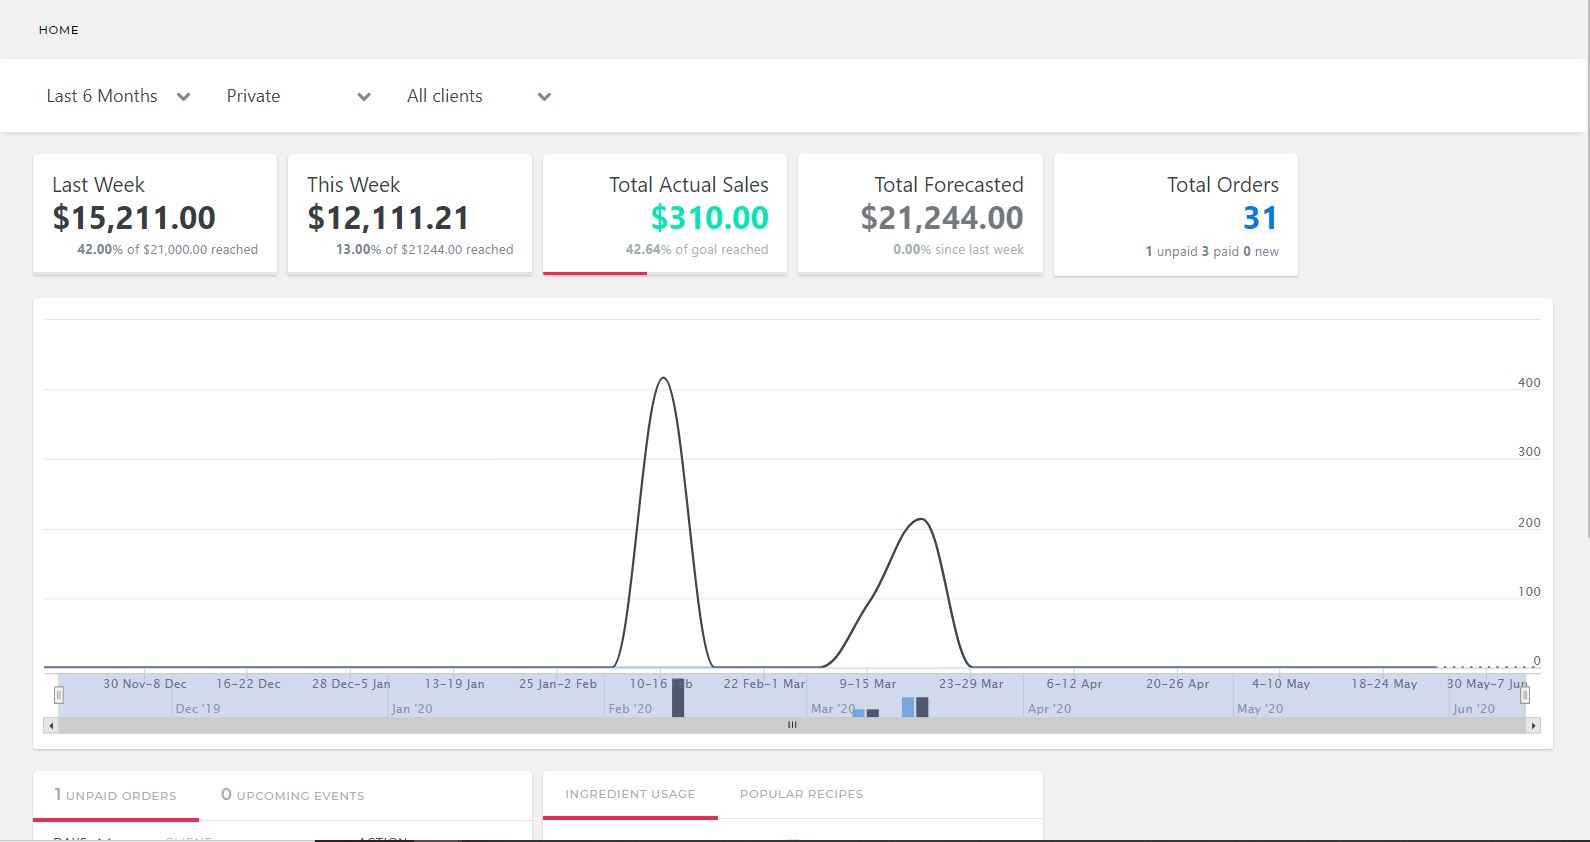 HOME
Last 6 Months Private All clients
Last Week
$15,211.00
42.00% of $21,000.00 reached
This Week
$12,111.21
13.00% of $21244.00 reached
Total Actual Sales
$310.00
42.64% of goal reached
Total Forecasted
$21,244.00
0.00% since last week
Total Orders
31
1 unpaid 3 paid 0 new
400
300
200
100
0
30 Nov–8 Dec 16–22 Dec 28 Dec–5 Jan 13–19 Jan 25 Jan–2 Feb 10–16 Feb 22 Feb–1 Mar 9–15 Mar 23–29 Mar 6–12 Apr 20–26 Apr 4–10 May 18–24 May 30 May–7 Jun
Dec '19 Jan '20 Feb '20 Mar '20 Apr '20 May '20 Jun '20
1 UNPAID ORDERS 0 UPCOMING EVENTS
INGREDIENT USAGE POPULAR RECIPES
CLIENT ACTION